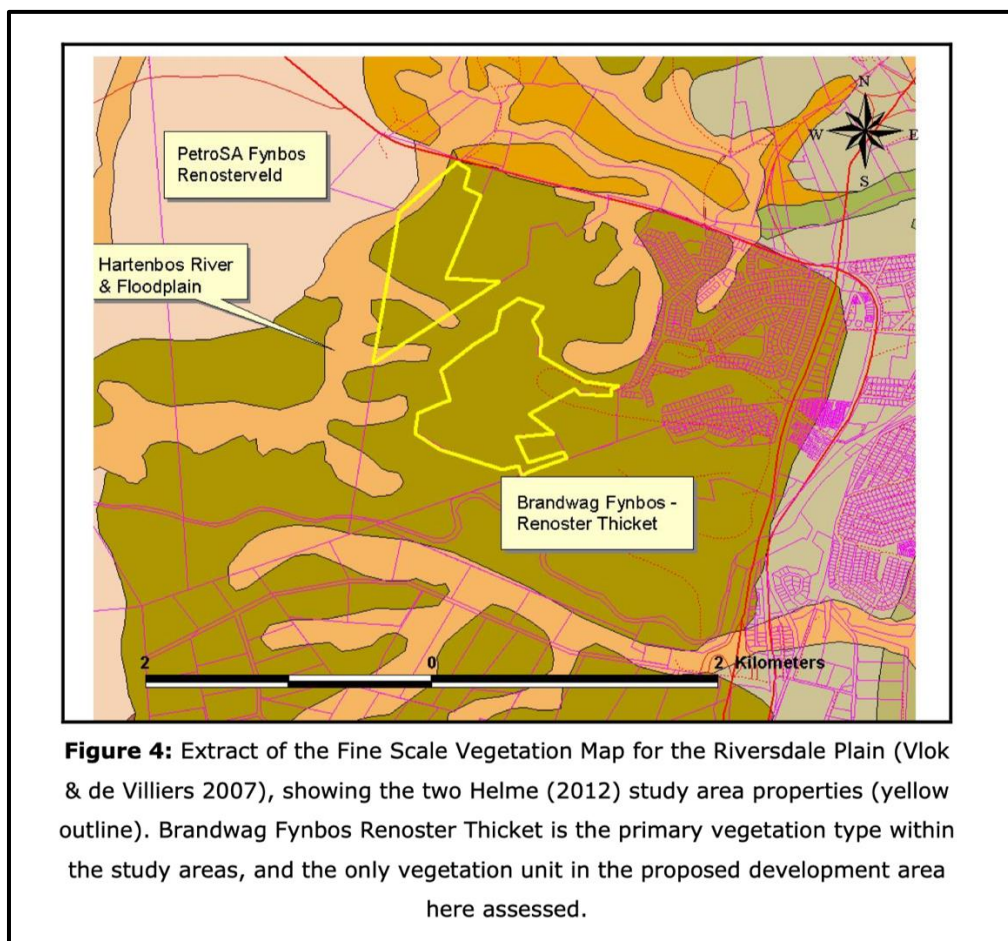 N
W
E
S
PetroSA Fynbos
Renosterveld
Hartenbos River
& Floodplain
Brandwag Fynbos -
Renoster Thicket
2
0
2 Kilometers
Figure 4: Extract of the Fine Scale Vegetation Map for the Riversdale Plain (Vlok
& de Villiers 2007), showing the two Helme (2012) study area properties (yellow
outline). Brandwag Fynbos Renoster Thicket is the primary vegetation type within
the study areas, and the only vegetation unit in the proposed development area
here assessed.